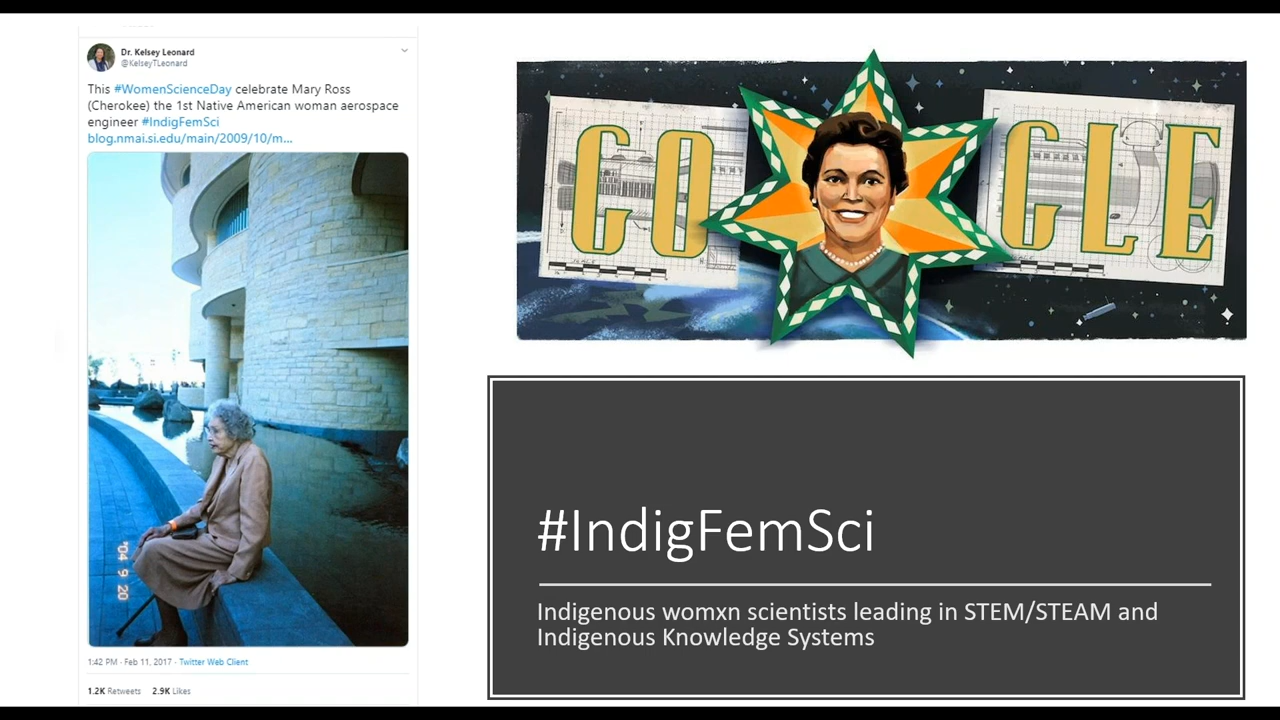 Dr. Kelsey Leonard
@KelseyTLeonard
This #WomenScienceDay celebrate Mary Ross
(Cherokee) the 1st Native American woman aerospace
engineer #IndigFemSci
blog.nmai.si.edu/main/2009/10/m...
'04 9 20
1:42 PM · Feb 11, 2017 · Twitter Web Client
1.2K Retweets 2.9K Likes
GO GLE
#IndigFemSci
Indigenous womxn scientists leading in STEM/STEAM and
Indigenous Knowledge Systems